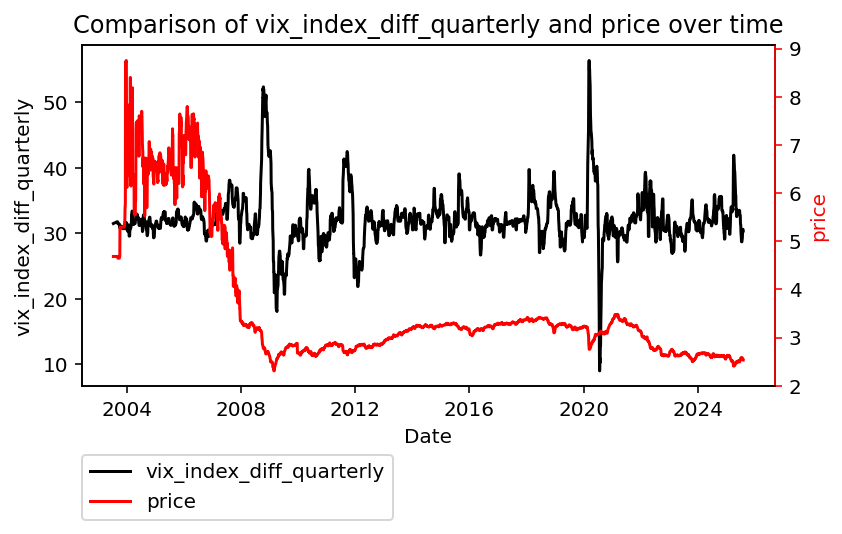 Comparison of vix_index_diff_quarterly and price over time
vix_index_diff_quarterly
50
40
30
20
10
9
8
7
6
5
4
3
2
price
2004 2008 2012 2016 2020 2024
Date
vix_index_diff_quarterly
price